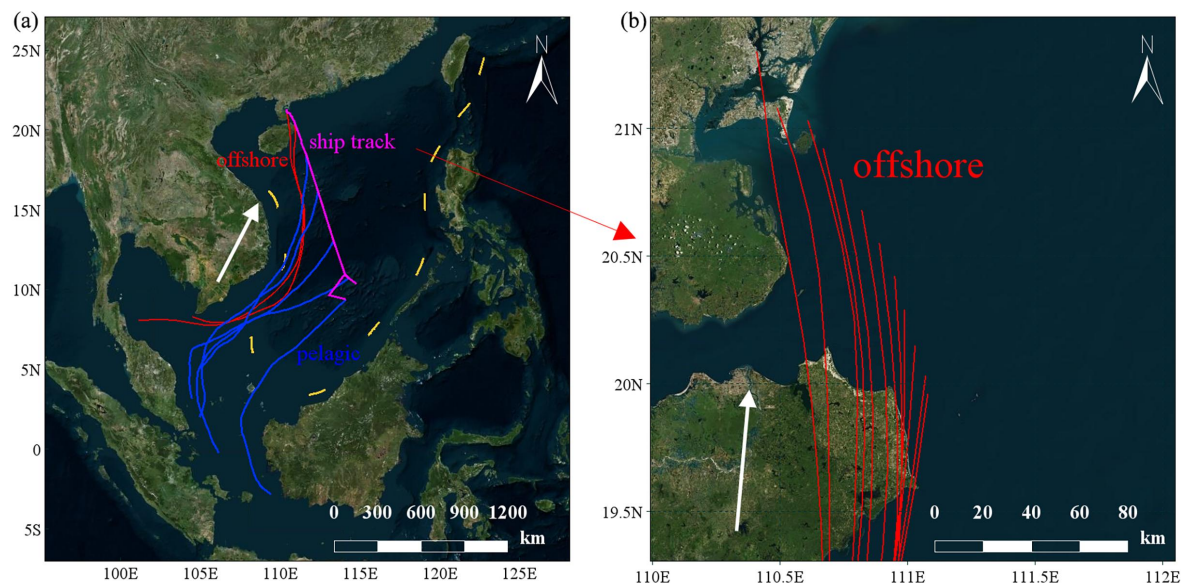 (a)
25N
20N
15N
10N
5N
0
5S
100E
105E
110E
115E
120E
125E
N
ship track
offshore
pelagic
0 300 600 900 1200
km
(b)
21N
20.5N
20N
19.5N
110E
110.5E
111E
111.5E
112E
N
offshore
0 20 40 60 80
km